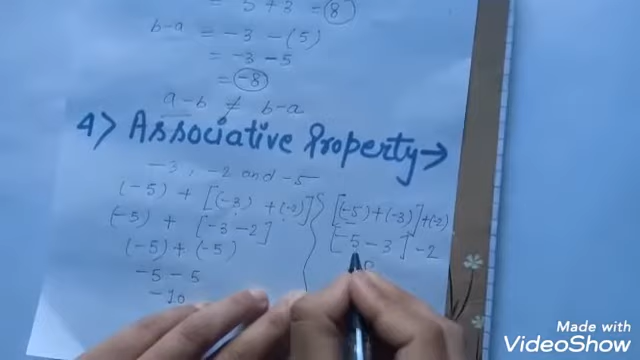 = 5 + 3 = 8
b-a = -3 - (5)
= -3 - 5
= -8
a-b ≠ b-a
4> Associative Property→
-3, -2 and -5
(-5) + [(-3) + (-2)]
(-5) + [-3-2]
(-5) + (-5)
-5 - 5
-10
[(-5)+(-3)]+(-2)
[-5-3]-2
Made with
VideoShow